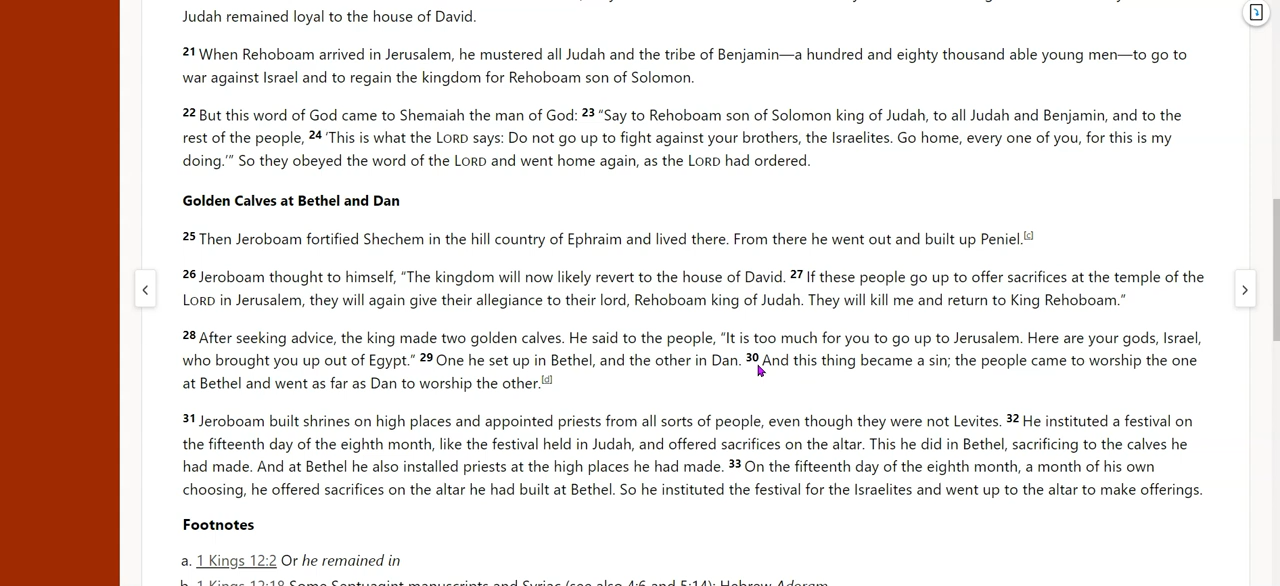 Judah remained loyal to the house of David.
21 When Rehoboam arrived in Jerusalem, he mustered all Judah and the tribe of Benjamin—a hundred and eighty thousand able young men—to go to
war against Israel and to regain the kingdom for Rehoboam son of Solomon.
22 But this word of God came to Shemaiah the man of God: 23 “Say to Rehoboam son of Solomon king of Judah, to all Judah and Benjamin, and to the
rest of the people, 24 ‘This is what the LORD says: Do not go up to fight against your brothers, the Israelites. Go home, every one of you, for this is my
doing.’” So they obeyed the word of the LORD and went home again, as the LORD had ordered.
Golden Calves at Bethel and Dan
25 Then Jeroboam fortified Shechem in the hill country of Ephraim and lived there. From there he went out and built up Peniel.[c]
26 Jeroboam thought to himself, “The kingdom will now likely revert to the house of David. 27 If these people go up to offer sacrifices at the temple of the
LORD in Jerusalem, they will again give their allegiance to their lord, Rehoboam king of Judah. They will kill me and return to King Rehoboam.”
28 After seeking advice, the king made two golden calves. He said to the people, “It is too much for you to go up to Jerusalem. Here are your gods, Israel,
who brought you up out of Egypt.” 29 One he set up in Bethel, and the other in Dan. 30 And this thing became a sin; the people came to worship the one
at Bethel and went as far as Dan to worship the other.[d]
31 Jeroboam built shrines on high places and appointed priests from all sorts of people, even though they were not Levites. 32 He instituted a festival on
the fifteenth day of the eighth month, like the festival held in Judah, and offered sacrifices on the altar. This he did in Bethel, sacrificing to the calves he
had made. And at Bethel he also installed priests at the high places he had made. 33 On the fifteenth day of the eighth month, a month of his own
choosing, he offered sacrifices on the altar he had built at Bethel. So he instituted the festival for the Israelites and went up to the altar to make offerings.
Footnotes
a. 1 Kings 12:2 Or he remained in
b. 1 Kings 12:18 Some Septuagint manuscripts and Syriac (see also 4:6 and 5:14); Hebrew Adoram